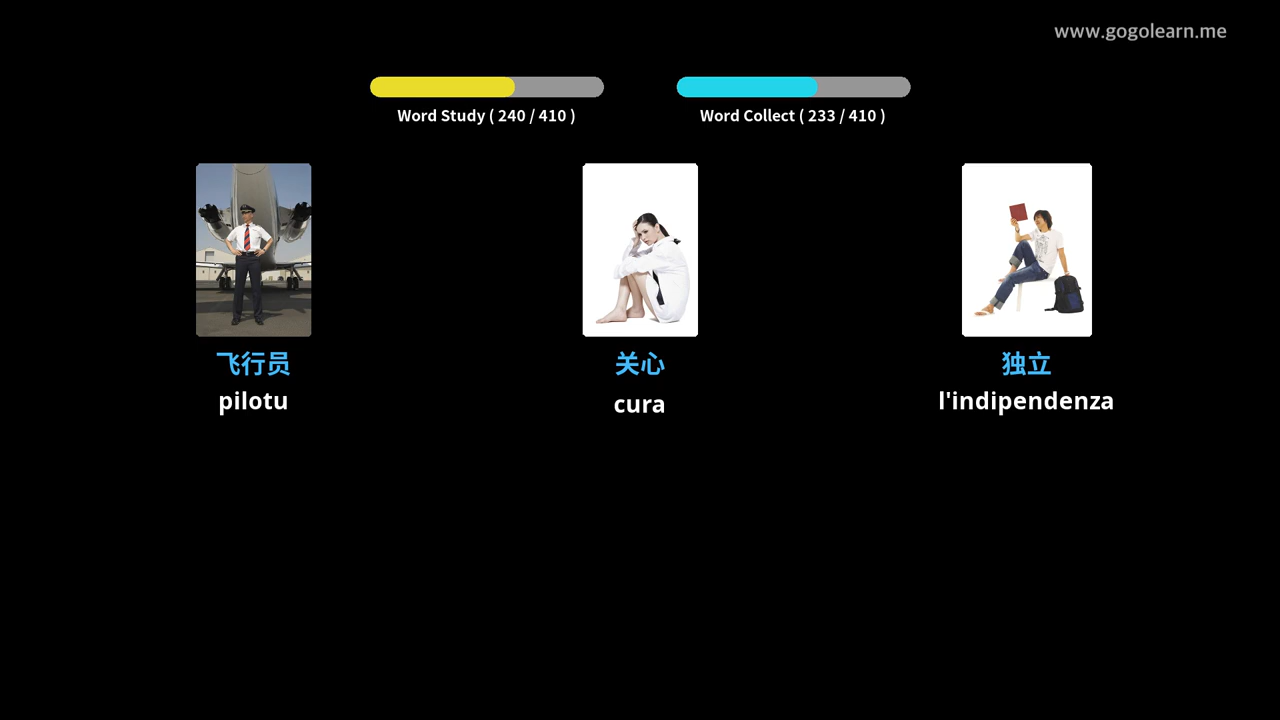 www.gogolearn.me
Word Study ( 240 / 410 )
Word Collect ( 233 / 410 )
飞行员
关心
独立
pilotu
cura
l'indipendenza